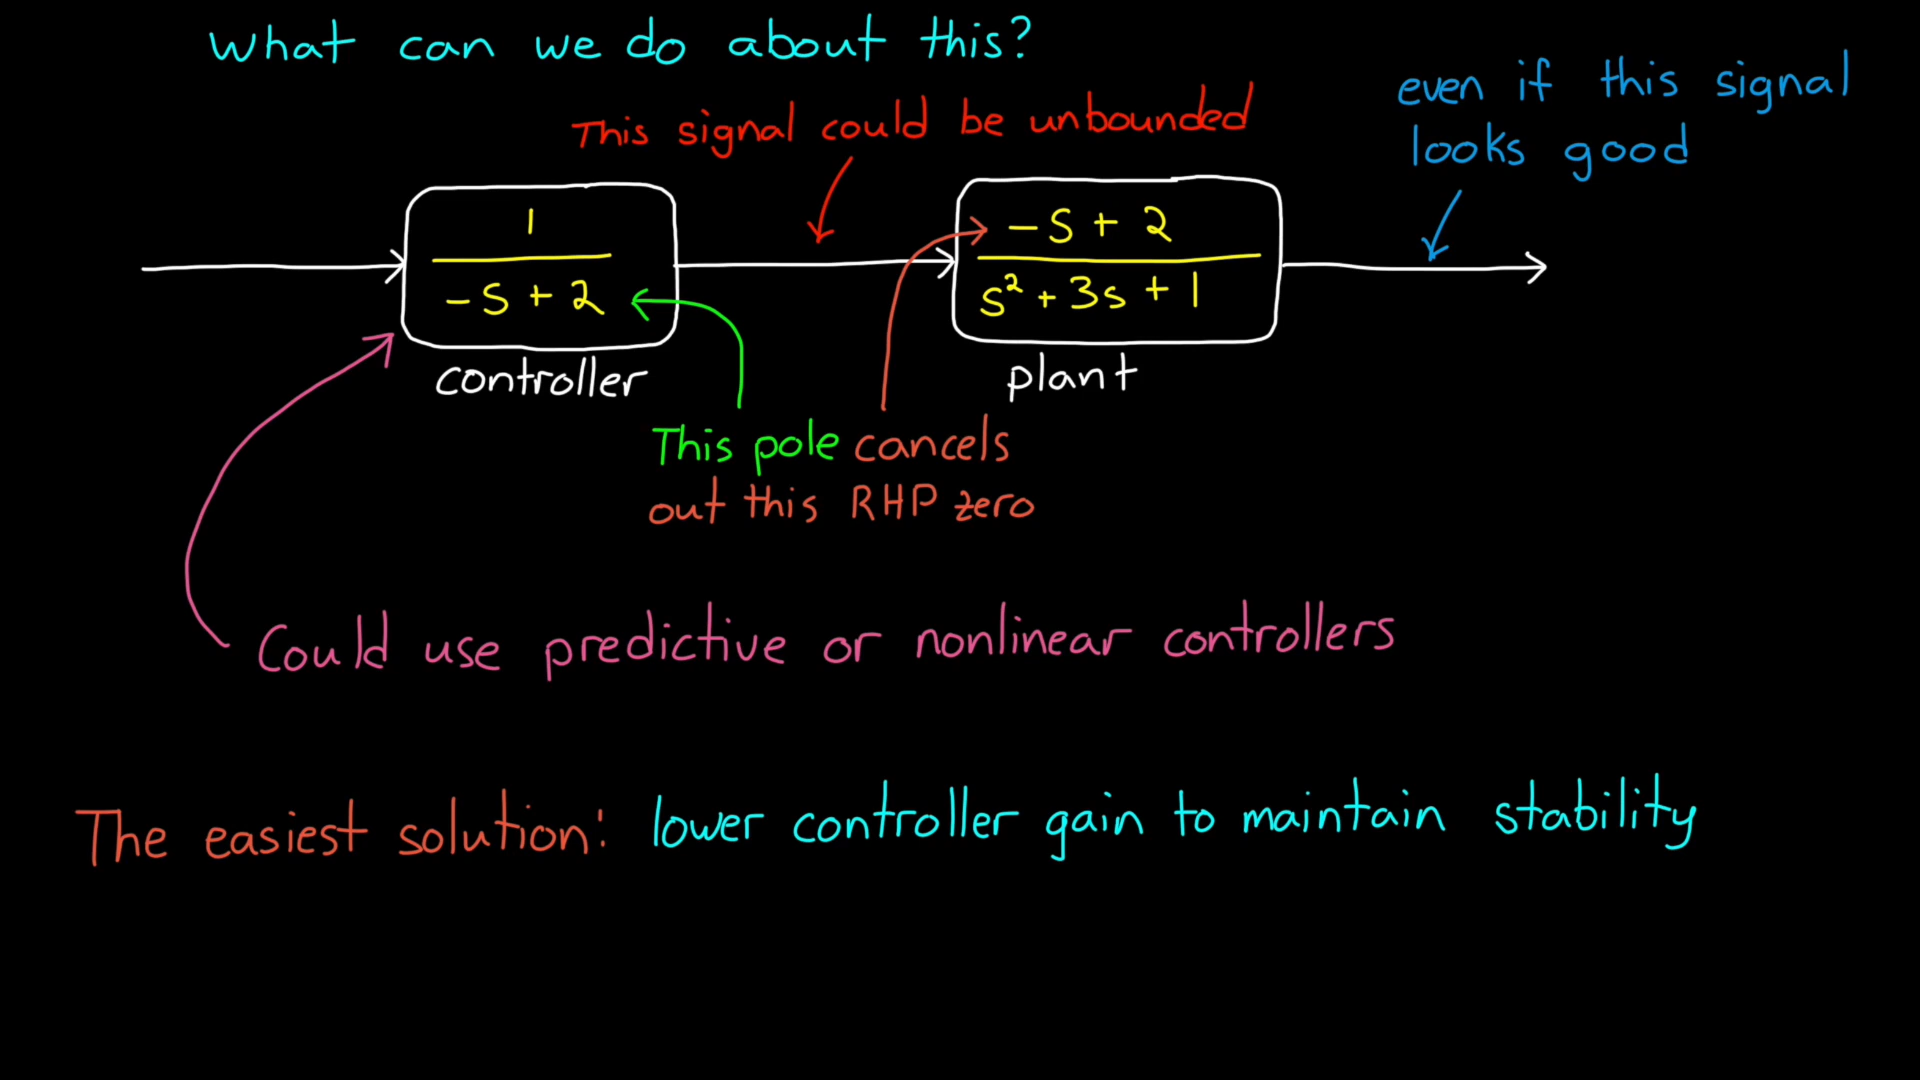 What can we do about this?
even if this signal
looks good
This signal could be unbounded
1
-s + 2
controller
-s + 2
s² + 3s + 1
plant
This pole cancels
out this RHP zero
Could use predictive or nonlinear controllers
The easiest solution: lower controller gain to maintain stability